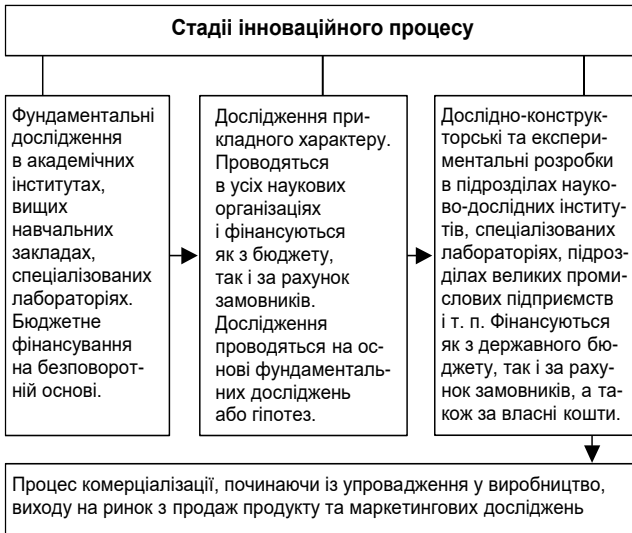 Стадії інноваційного процесу
Фундаментальні
дослідження
в академічних
інститутах,
вищих
навчальних
закладах,
спеціалізованих
лабораторіях.
Бюджетне
фінансування
на безповорот-
ній основі.
Дослідження при-
кладного характеру.
Проводяться
в усіх наукових
організаціях
і фінансуються
як з бюджету,
так і за рахунок
замовників.
Дослідження
проводяться на ос-
нові фундаменталь-
них досліджень
або гіпотез.
Дослідно-конструк-
торські та експери-
ментальні розробки
в підрозділах науко-
во-дослідних інститу-
тів, спеціалізованих
лабораторіях, підроз-
ділах великих проми-
слових підприємств
і т. п. Фінансуються
як з державного бю-
джету, так і за раху-
нок замовників, а та-
кож за власні кошти.
Процес комерціалізації, починаючи із упровадження у виробництво,
виходу на ринок з продаж продукту та маркетингових досліджень